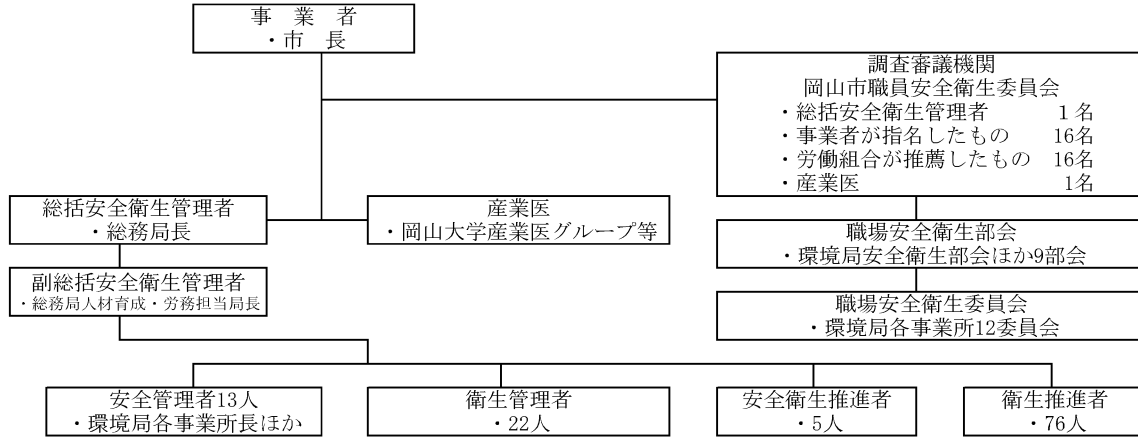 事　業　者
・市　長
調査審議機関
岡山市職員安全衛生委員会
・総括安全衛生管理者　1名
・事業者が指名したもの　16名
・労働組合が推薦したもの　16名
・産業医　1名
総括安全衛生管理者
・総務局長
産業医
・岡山大学産業医グループ等
職場安全衛生部会
・環境局安全衛生部会ほか9部会
副総括安全衛生管理者
・総務局人材育成・労務担当局長
職場安全衛生委員会
・環境局各事業所12委員会
安全管理者13人
・環境局各事業所長ほか
衛生管理者
・22人
安全衛生推進者
・5人
衛生推進者
・76人